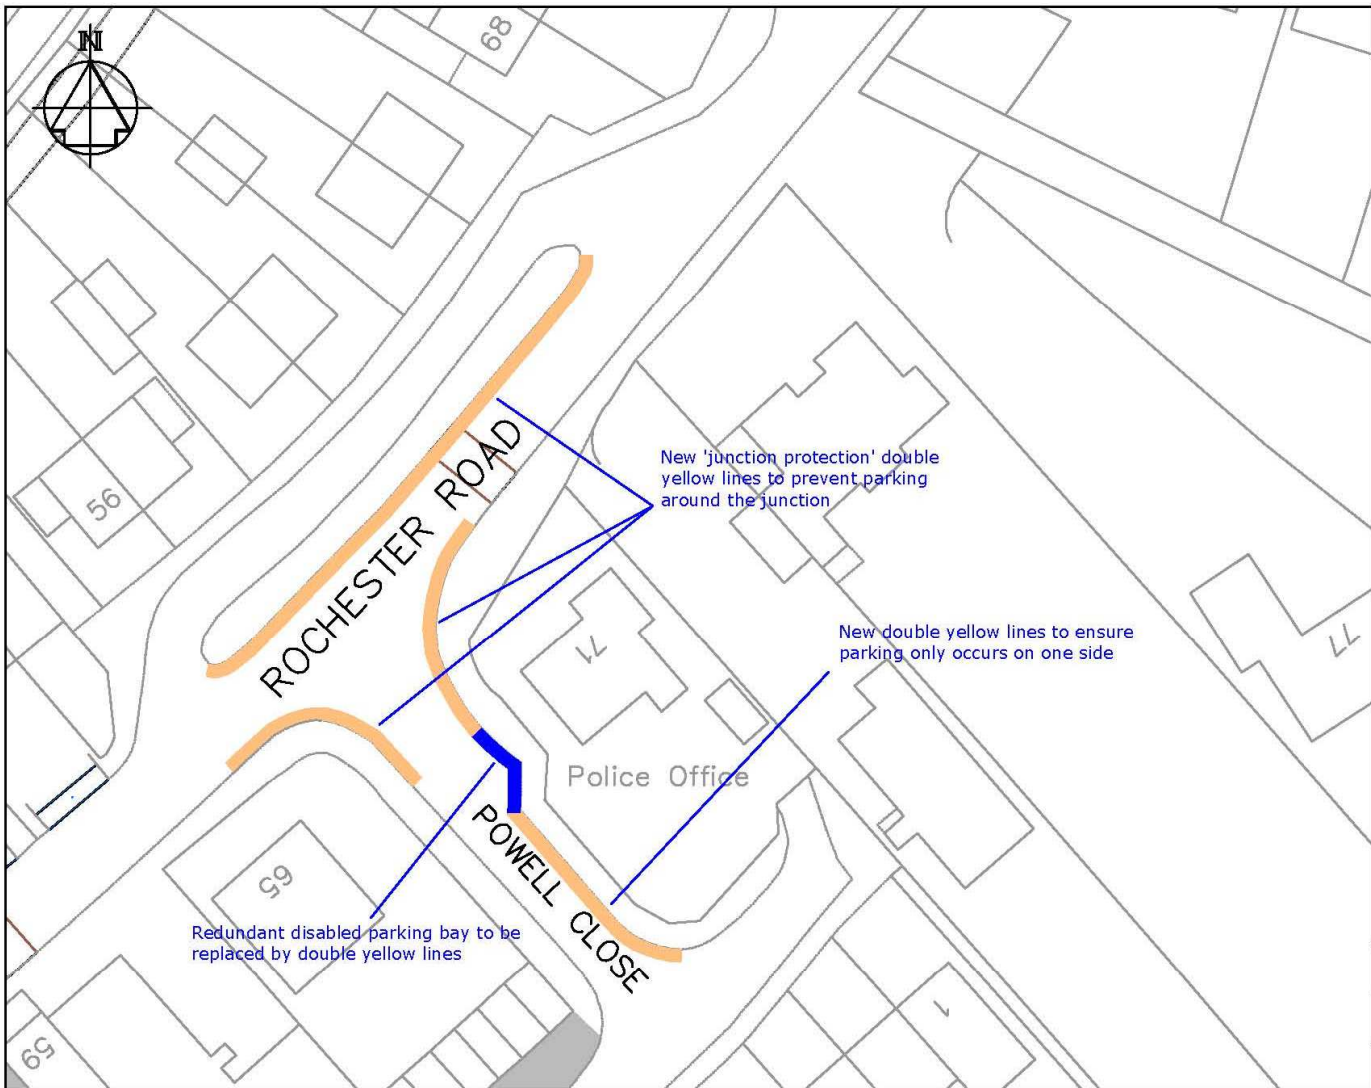 N
68
56
ROCHESTER ROAD
New 'junction protection' double
yellow lines to prevent parking
around the junction
71
77
New double yellow lines to ensure
parking only occurs on one side
Police Office
POWELL CLOSE
65
Redundant disabled parking bay to be
replaced by double yellow lines
59
1